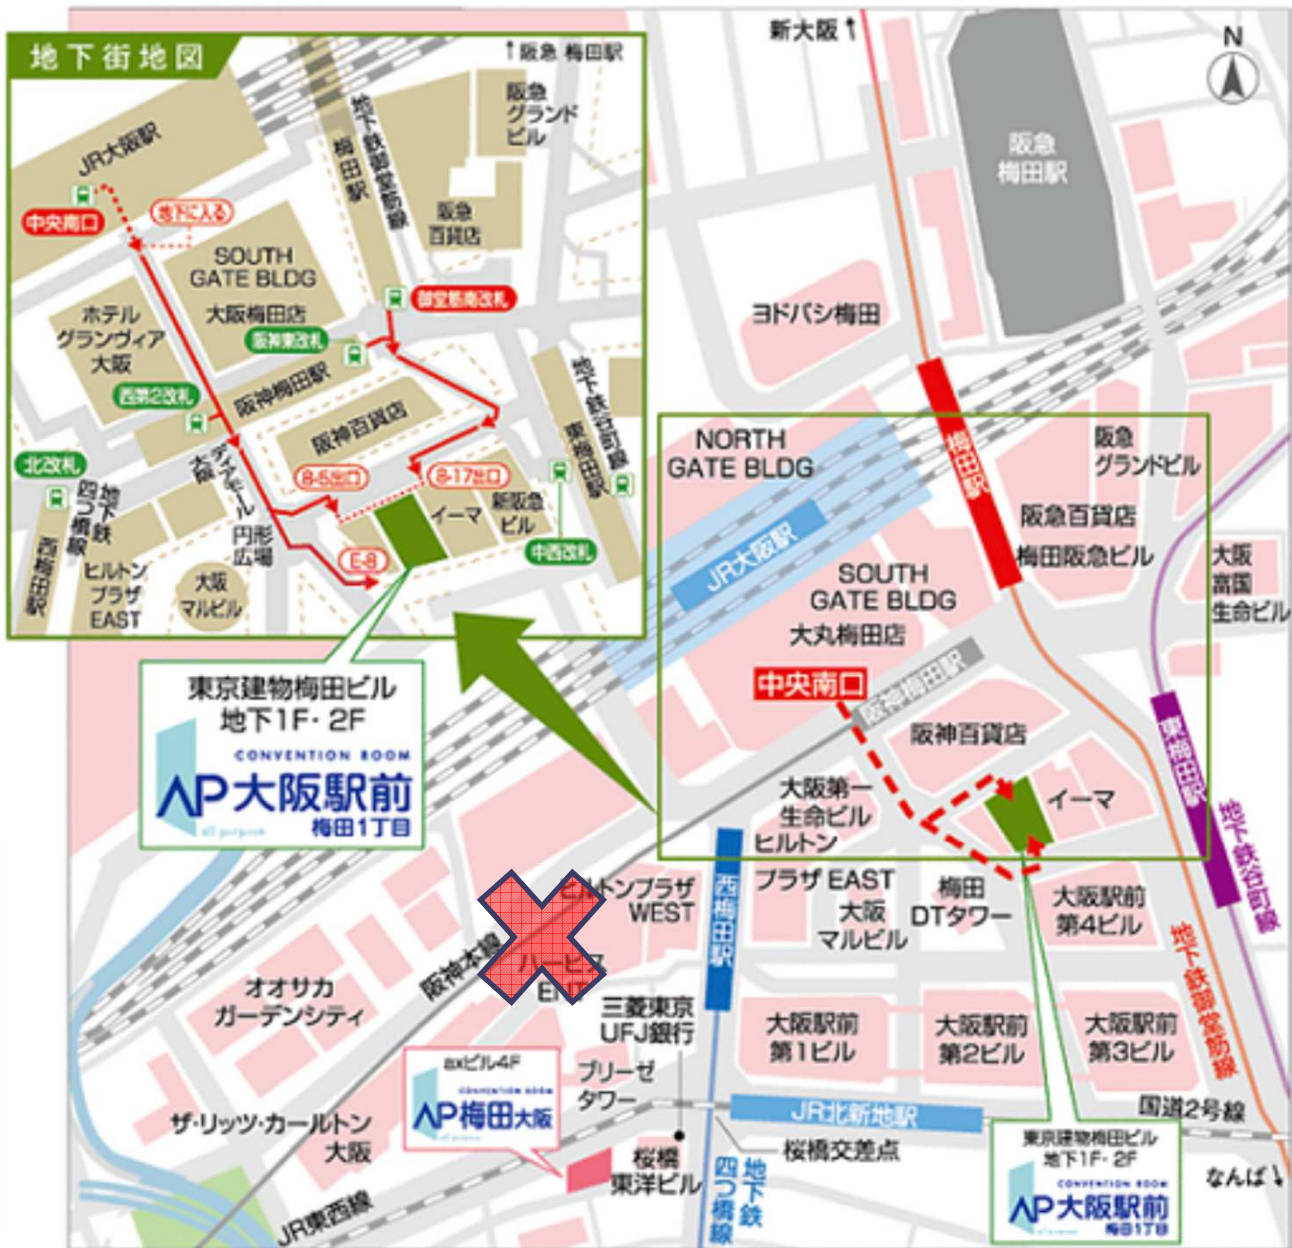 地下街地図
↑阪急 梅田駅
阪急
グランド
ビル
地下鉄御堂筋線
梅田駅
JR大阪駅
中央南口
地下に入る
阪急
百貨店
SOUTH
GATE BLDG
大阪梅田店
ホテル
グランヴィア
大阪
御堂筋南改札
阪神東改札
西第2改札
阪神梅田駅
阪神百貨店
地下鉄谷町線
東梅田駅
北改札
地下鉄
四つ橋線
西梅田駅
ディアモール
大阪
円形
広場
8-5出口
8-17出口
イーマ
新阪急
ビル
中西改札
E-8
ヒルトン
プラザ
EAST
大阪
マルビル
東京建物梅田ビル
地下1F・2F
CONVENTION ROOM
AP大阪駅前
梅田1丁目
all purpose
新大阪↑
N
阪急
梅田駅
ヨドバシ梅田
梅田駅
NORTH
GATE BLDG
阪急
グランドビル
JR大阪駅
阪急百貨店
梅田阪急ビル
SOUTH
GATE BLDG
大丸梅田店
大阪
富国
生命ビル
中央南口
阪神梅田駅
阪神百貨店
東梅田駅
地下鉄谷町線
大阪第一
生命ビル
イーマ
ヒルトン
プラザ EAST
大阪
マルビル
梅田
DTタワー
大阪駅前
第4ビル
西梅田駅
ヒルトンプラザ
WEST
阪神本線
オオサカ
ガーデンシティ
三菱東京
UFJ銀行
大阪駅前
第1ビル
大阪駅前
第2ビル
大阪駅前
第3ビル
地下鉄御堂筋線
axビル4F
CONVENTION ROOM
AP梅田大阪
ブリーゼ
タワー
JR北新地駅
国道2号線
ザ・リッツ・カールトン
大阪
桜橋
東洋ビル
桜橋交差点
地下鉄
四つ橋線
JR東西線
東京建物梅田ビル
地下1F・2F
CONVENTION ROOM
AP大阪駅前
梅田1丁目
なんば↓